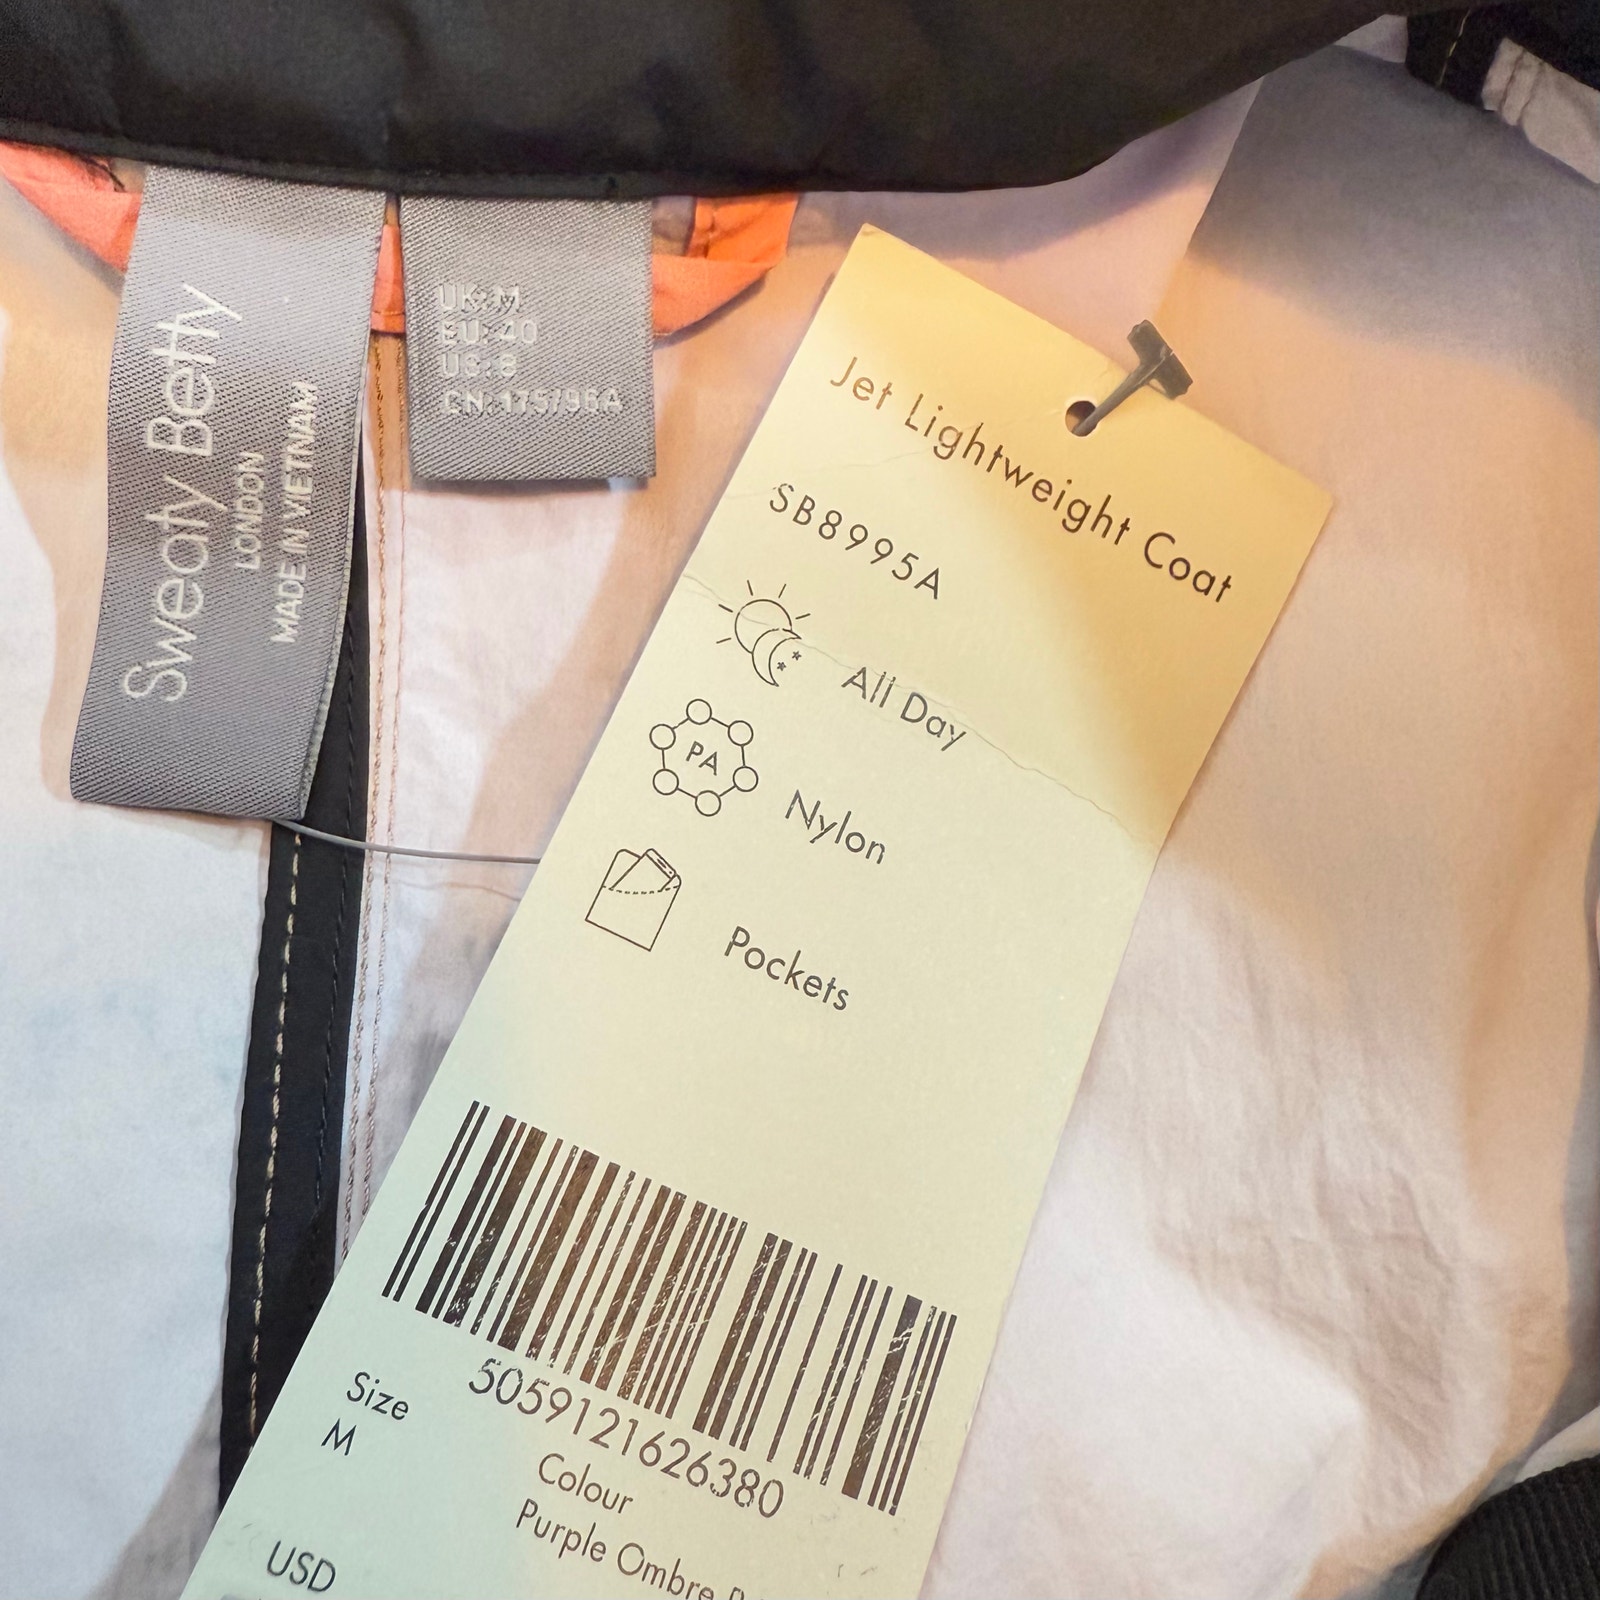 Sweaty Betty
LONDON
MADE IN VIETNAM
UK: M
EU: 40
US: 8
CN: 175/96A
Jet Lightweight Coat
SB8995A
All Day
PA
Nylon
Pockets
5059121626380
Size
M
Colour
Purple Ombre
USD